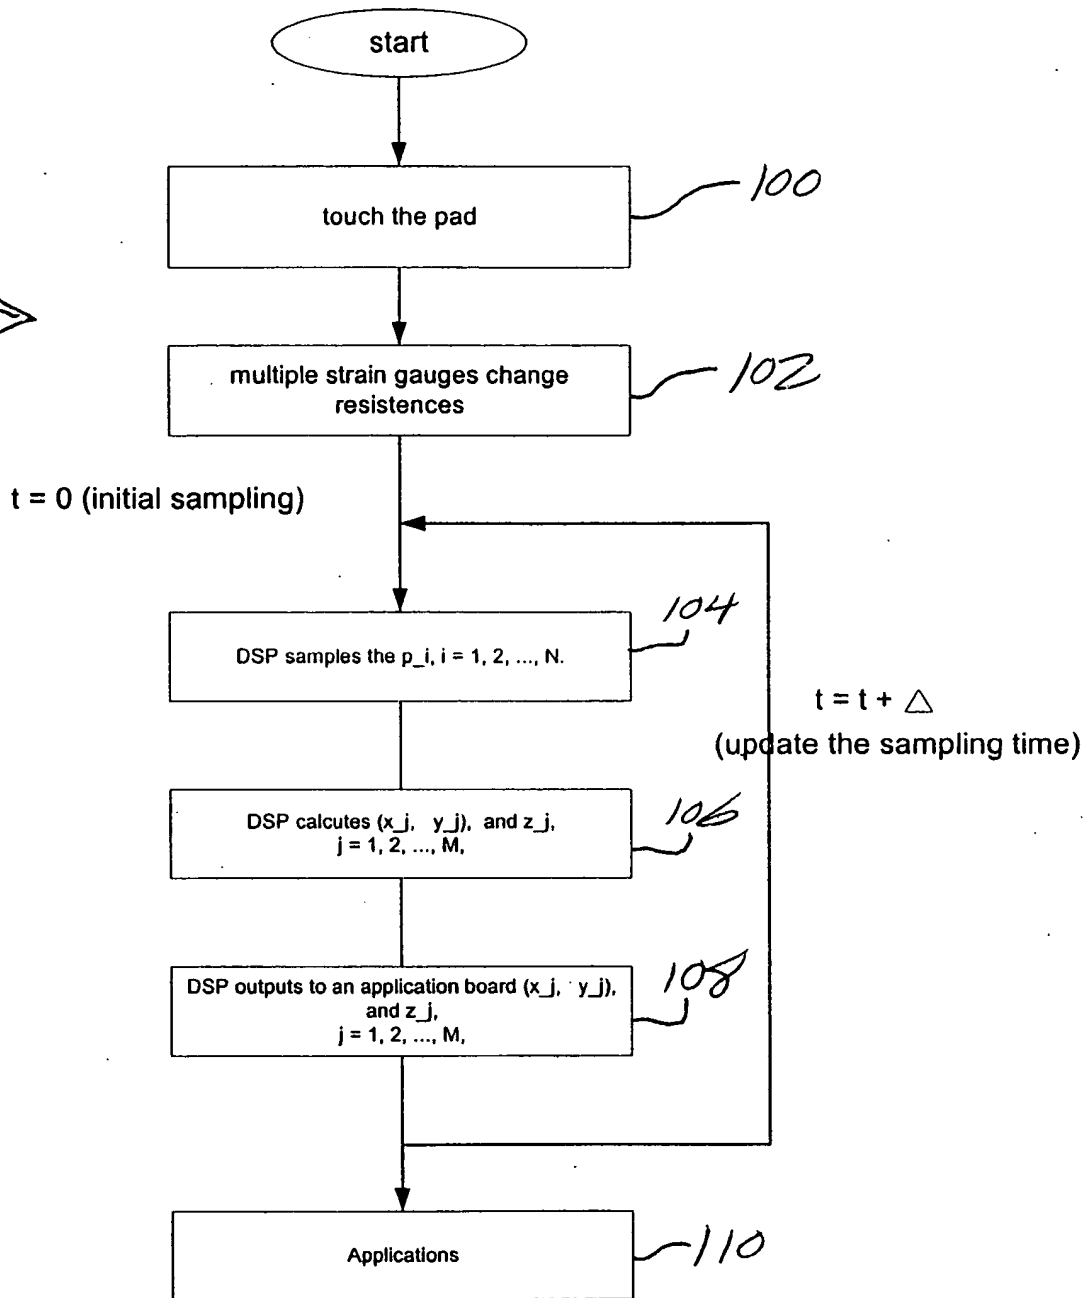 start
touch the pad
100
multiple strain gauges change
resistences
102
t = 0 (initial sampling)
DSP samples the p_i, i = 1, 2, ..., N.
104
t = t + △
(update the sampling time)
DSP calcutes (x_j, y_j), and z_j,
j = 1, 2, ..., M,
106
DSP outputs to an application board (x_j, y_j),
and z_j,
j = 1, 2, ..., M,
108
Applications
110